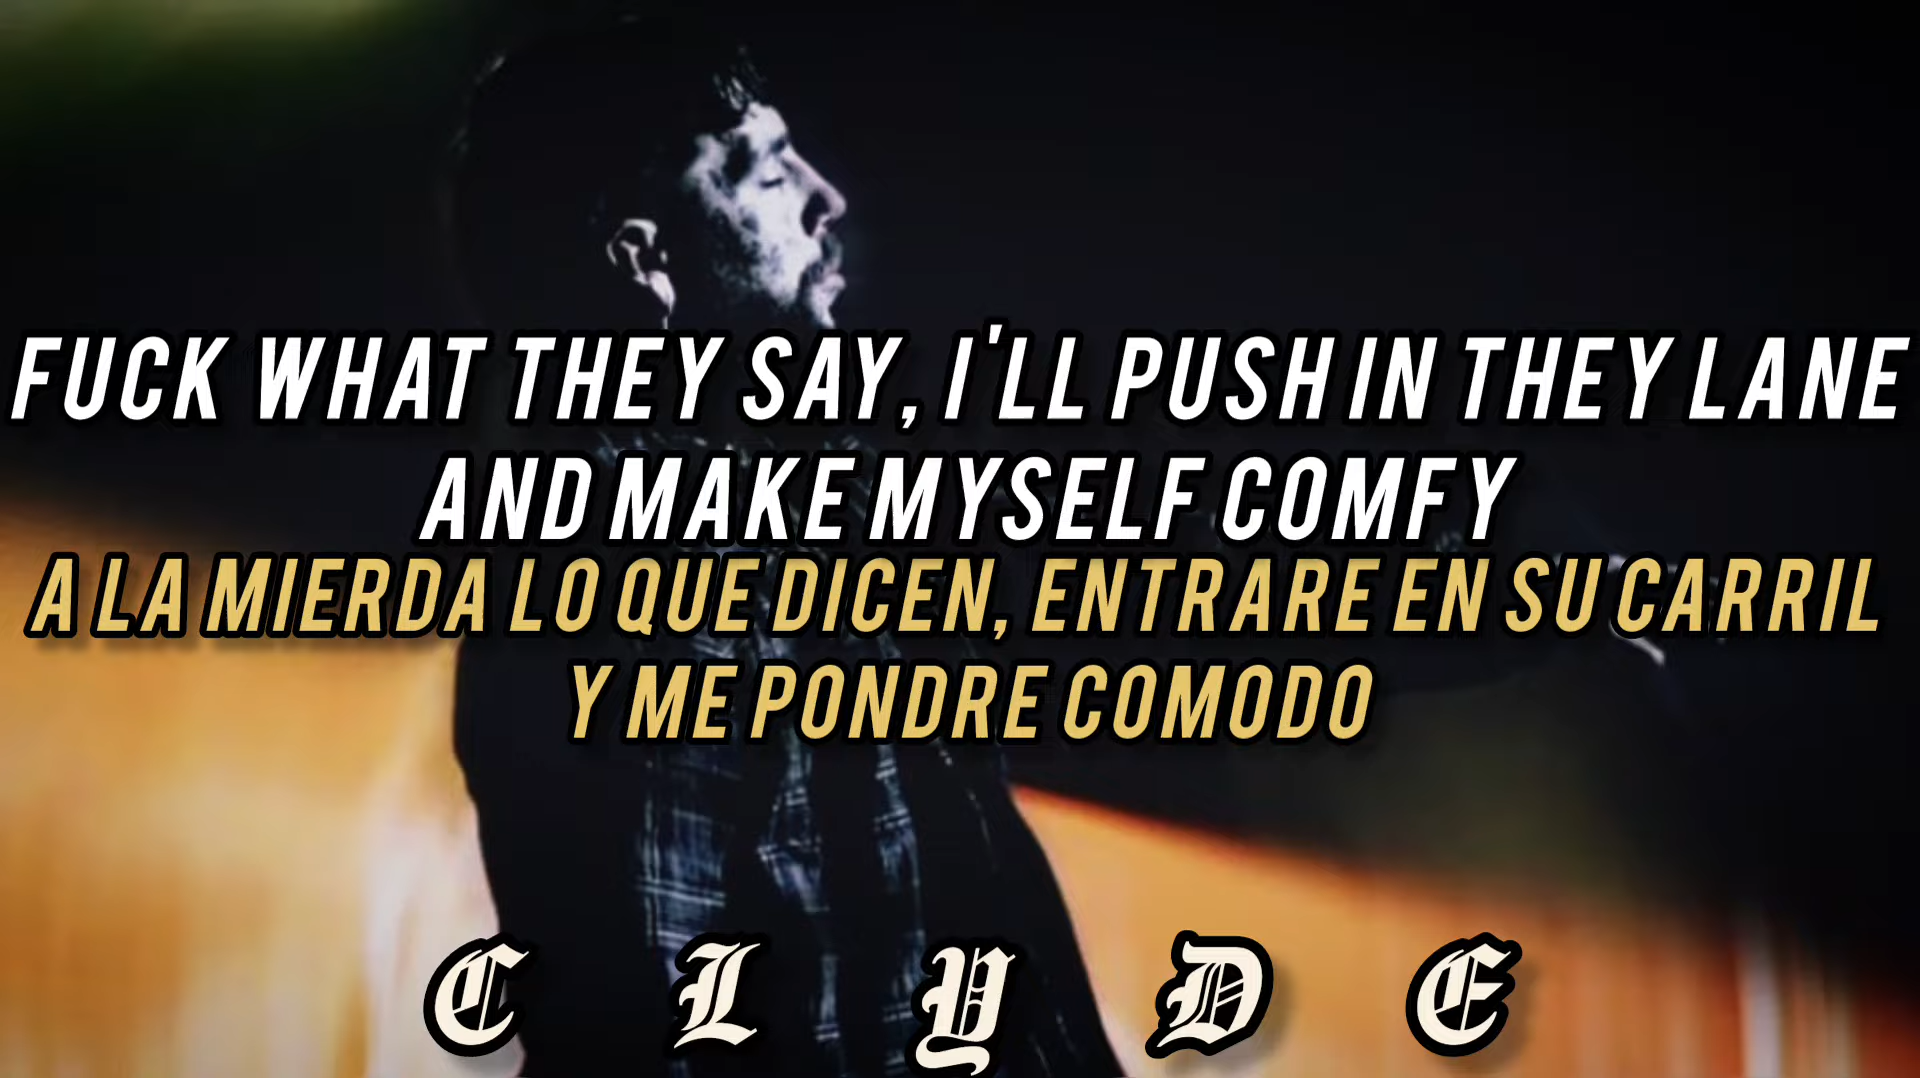 FUCK WHAT THEY SAY, I'LL PUSH IN THEY LANE
AND MAKE MYSELF COMFY
A LA MIERDA LO QUE DICEN, ENTRARE EN SU CARRIL
Y ME PONDRE COMODO
CLYDE